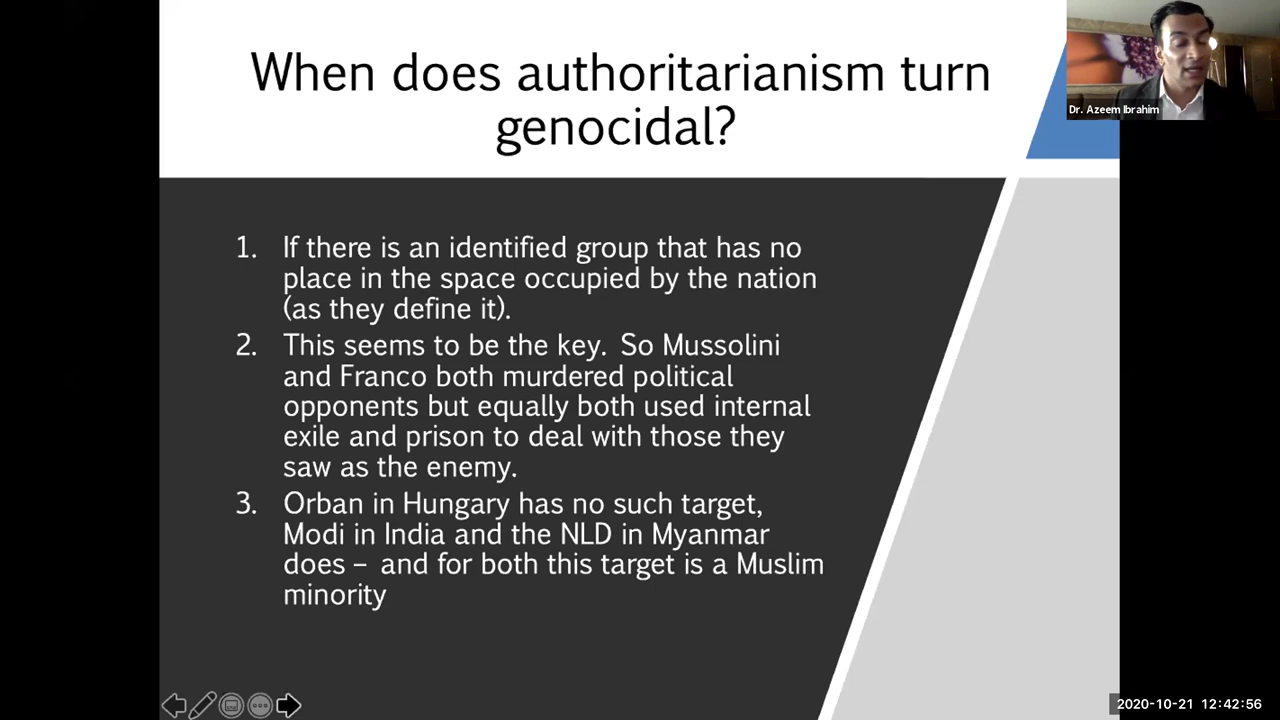 When does authoritarianism turn
genocidal?
Dr. Azeem Ibrahim
1. If there is an identified group that has no
place in the space occupied by the nation
(as they define it).
2. This seems to be the key. So Mussolini
and Franco both murdered political
opponents but equally both used internal
exile and prison to deal with those they
saw as the enemy.
3. Orban in Hungary has no such target,
Modi in India and the NLD in Myanmar
does – and for both this target is a Muslim
minority
2020-10-21 12:42:56